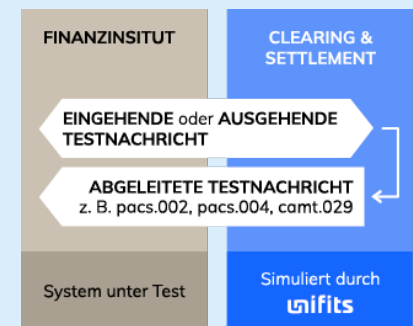 FINANZINSITUT
CLEARING &
SETTLEMENT
EINGEHENDE oder AUSGEHENDE
TESTNACHRICHT
ABGELEITETE TESTNACHRICHT
z. B. pacs.002, pacs.004, camt.029
System unter Test
Simuliert durch
unifits